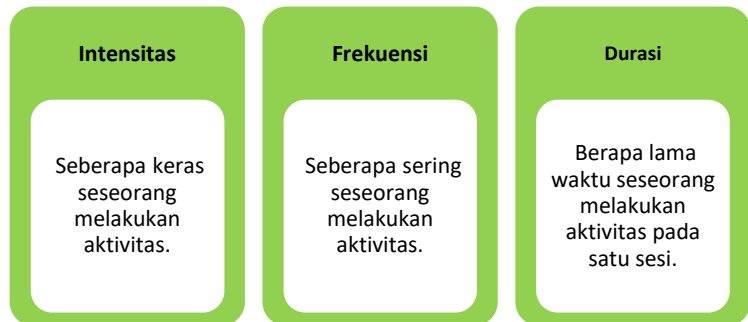 Intensitas
Seberapa keras
seseorang
melakukan
aktivitas.
Frekuensi
Seberapa sering
seseorang
melakukan
aktivitas.
Durasi
Berapa lama
waktu seseorang
melakukan
aktivitas pada
satu sesi.